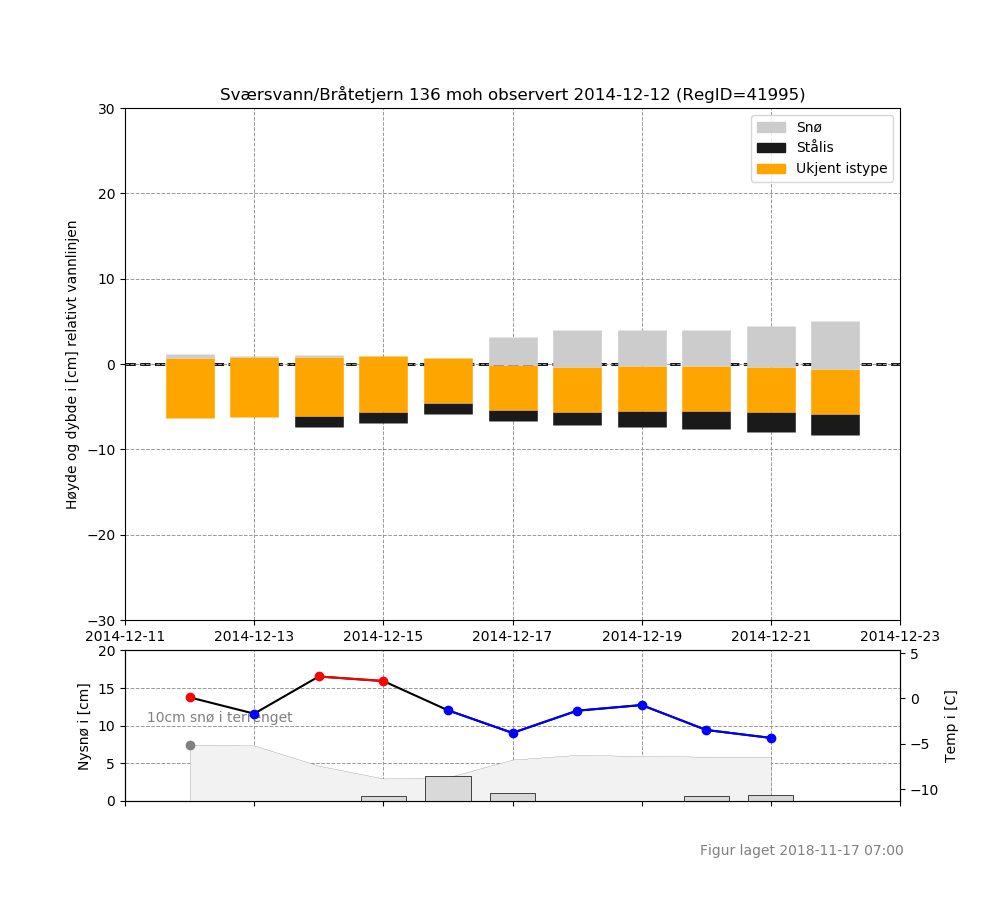 Sværsvann/Bråtetjern 136 moh observert 2014-12-12 (RegID=41995)
Snø
Stålis
Ukjent istype
Høyde og dybde i [cm] relativt vannlinjen
30
20
10
0
−10
−20
−30
2014-12-11 2014-12-13 2014-12-15 2014-12-17 2014-12-19 2014-12-21 2014-12-23
Nysnø i [cm]
20
15
10
5
0
10cm snø i terrenget
5
0
−5
−10
Temp i [C]
Figur laget 2018-11-17 07:00